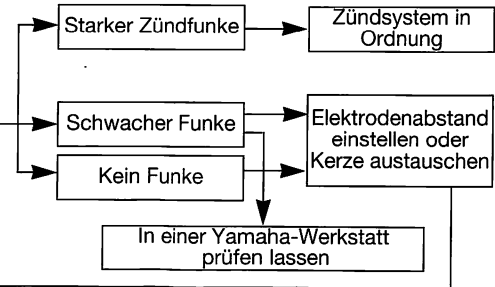 Starker Zündfunke
Zündsystem in
Ordnung
Schwacher Funke
Elektrodenabstand
einstellen oder
Kerze austauschen
Kein Funke
In einer Yamaha-Werkstatt
prüfen lassen